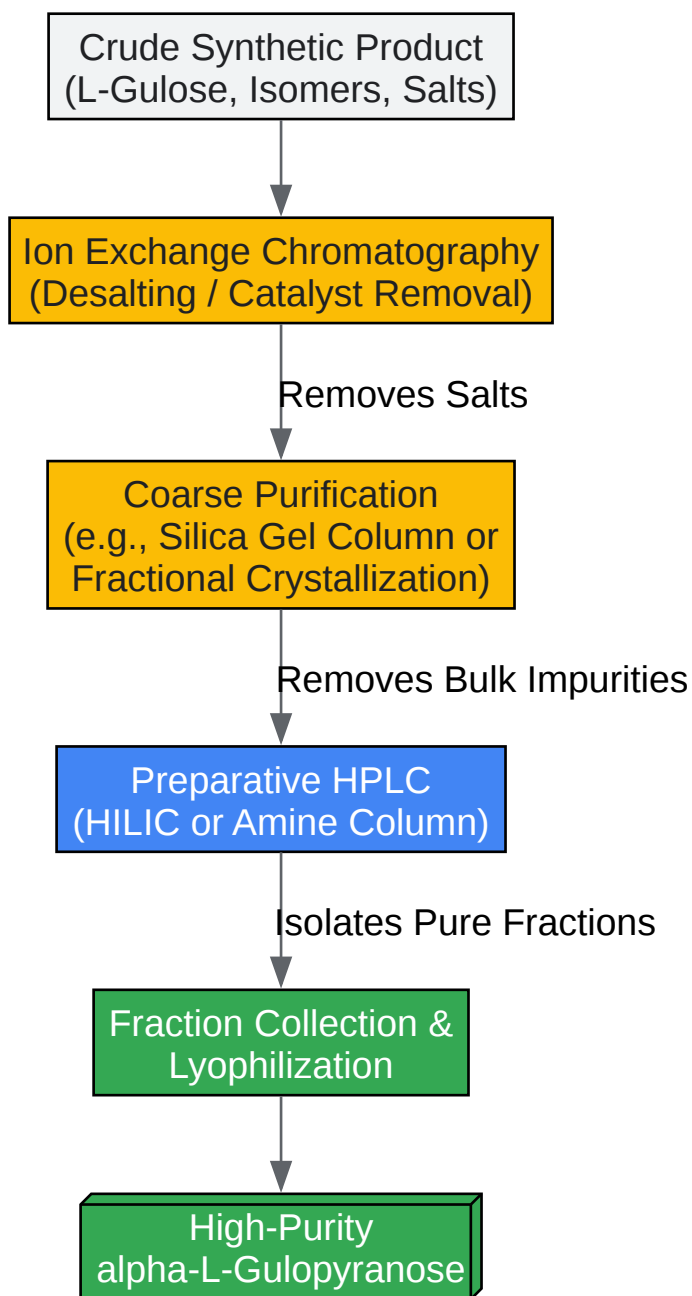 Crude Synthetic Product
(L-Gulose, Isomers, Salts)
Ion Exchange Chromatography
(Desalting / Catalyst Removal)
Removes Salts
Coarse Purification
(e.g., Silica Gel Column or
Fractional Crystallization)
Removes Bulk Impurities
Preparative HPLC
(HILIC or Amine Column)
Isolates Pure Fractions
Fraction Collection &
Lyophilization
High-Purity
alpha-L-Gulopyranose